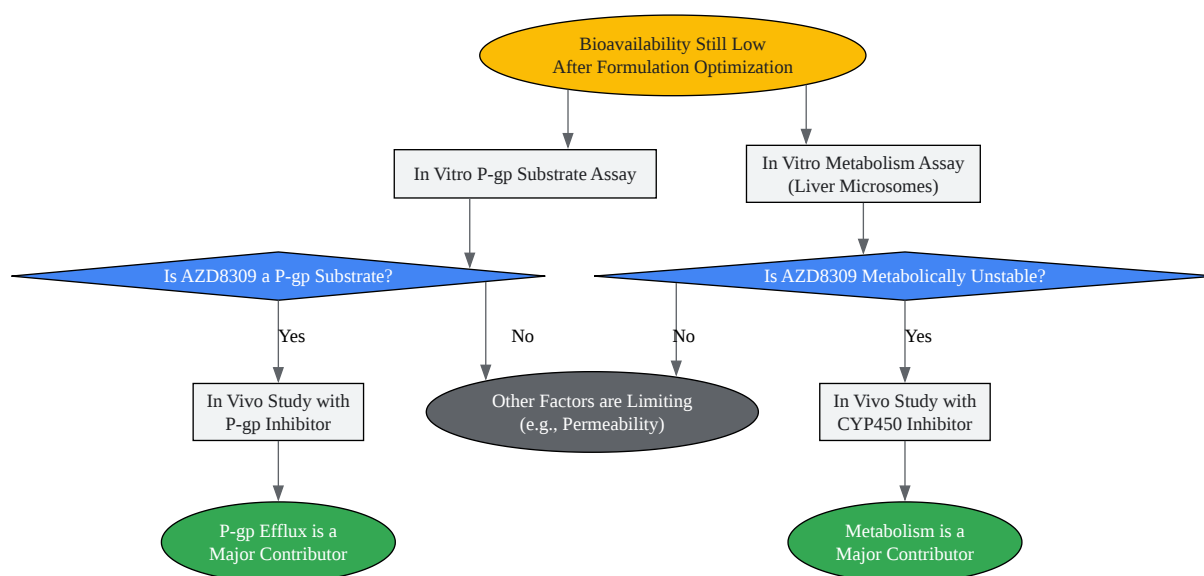 Bioavailability Still Low
After Formulation Optimization
In Vitro P-gp Substrate Assay
In Vitro Metabolism Assay
(Liver Microsomes)
Is AZD8309 a P-gp Substrate?
Is AZD8309 Metabolically Unstable?
Yes
No
No
Yes
In Vivo Study with
P-gp Inhibitor
Other Factors are Limiting
(e.g., Permeability)
In Vivo Study with
CYP450 Inhibitor
P-gp Efflux is a
Major Contributor
Metabolism is a
Major Contributor